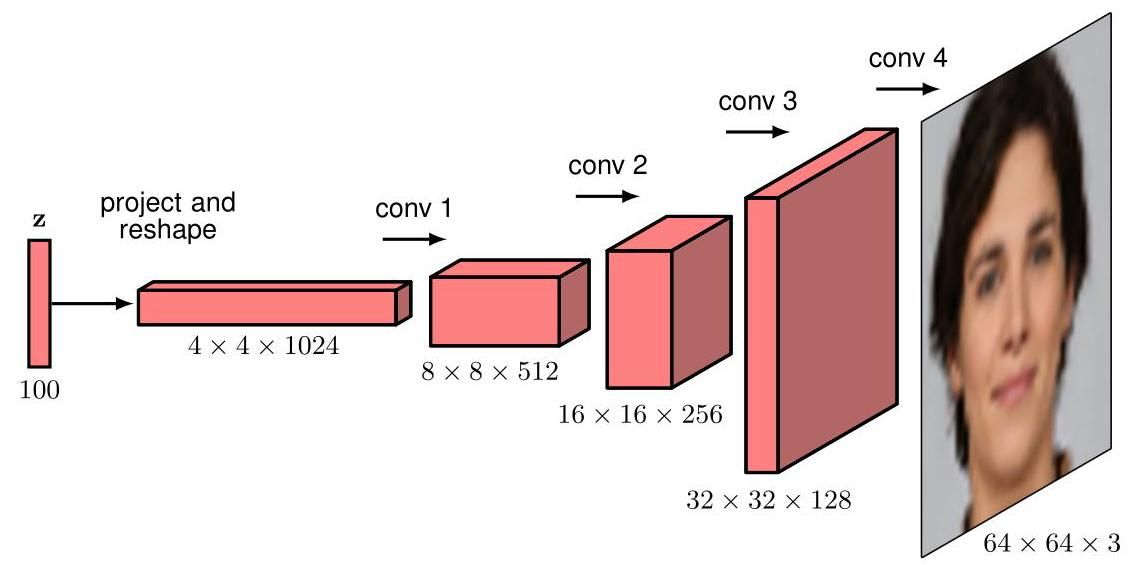 z
100
project and
reshape
4 × 4 × 1024
conv 1
8 × 8 × 512
conv 2
16 × 16 × 256
conv 3
32 × 32 × 128
conv 4
64 × 64 × 3